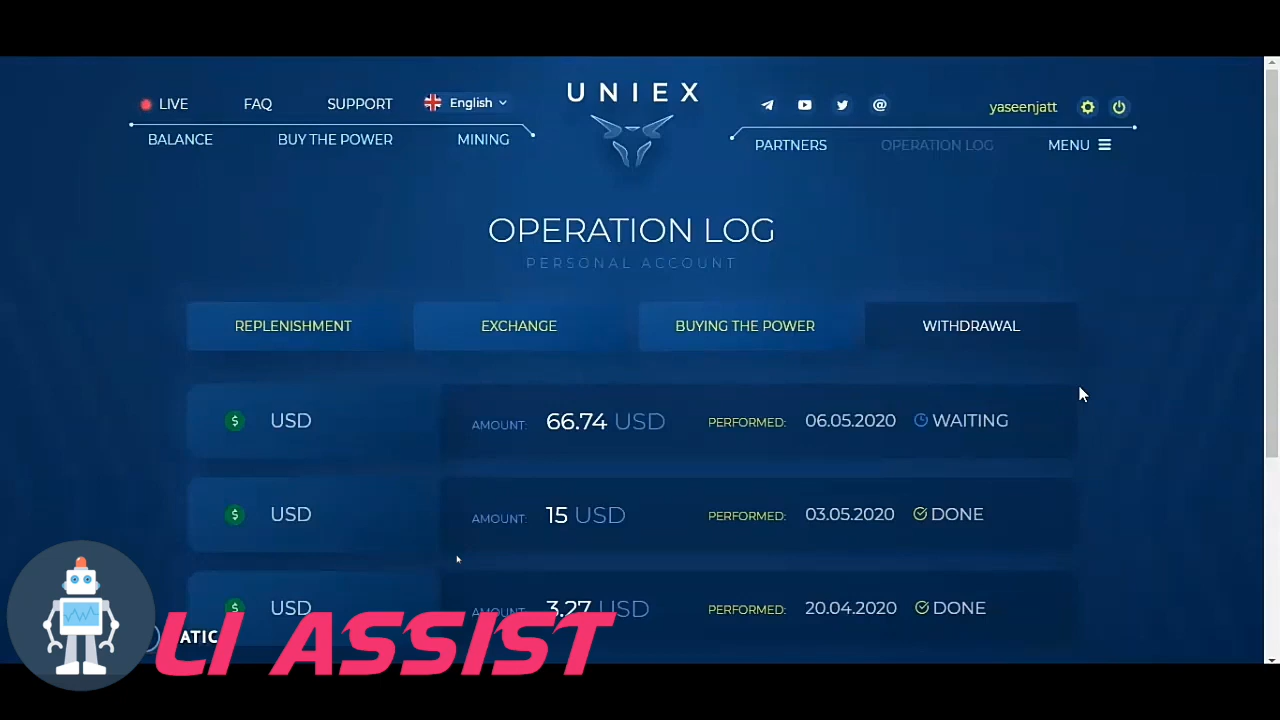 UNIEX
LIVE FAQ SUPPORT English
yaseenjatt
BALANCE BUY THE POWER MINING
PARTNERS OPERATION LOG MENU
OPERATION LOG
PERSONAL ACCOUNT
REPLENISHMENT EXCHANGE BUYING THE POWER WITHDRAWAL
USD AMOUNT: 66.74 USD PERFORMED: 06.05.2020 WAITING
USD AMOUNT: 15 USD PERFORMED: 03.05.2020 DONE
USD AMOUNT: 3.27 USD PERFORMED: 20.04.2020 DONE
LI ASSIST